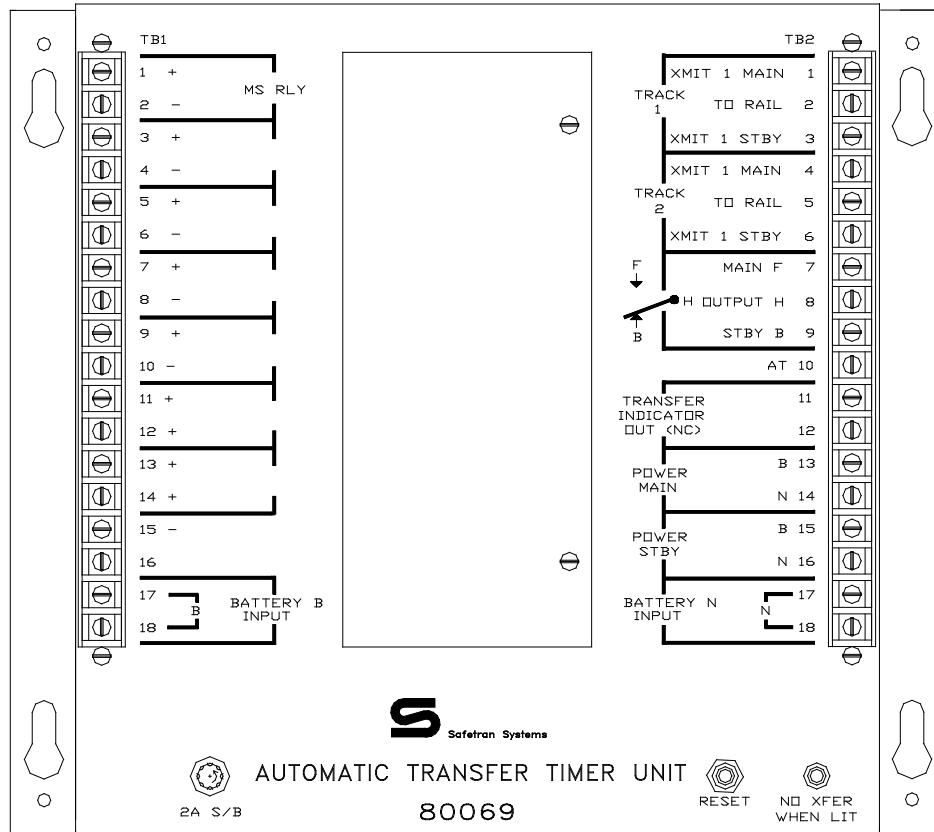 TB1
1 +
MS RLY
2 -
3 +
4 -
5 +
6 -
7 +
8 -
9 +
10 -
11 +
12 +
13 +
14 +
15 -
16
17
B
18
BATTERY B
INPUT
TB2
XMIT 1 MAIN 1
TRACK
1
TO RAIL 2
XMIT 1 STBY 3
XMIT 1 MAIN 4
TRACK
2
TO RAIL 5
XMIT 1 STBY 6
F
MAIN F 7
H OUTPUT H 8
B
STBY B 9
AT 10
TRANSFER
INDICATOR
OUT (NC)
11
12
POWER
MAIN
B 13
N 14
POWER
STBY
B 15
N 16
BATTERY N
INPUT
17
N
18
S
Safetran Systems
AUTOMATIC TRANSFER TIMER UNIT
80069
2A S/B
RESET
NO XFER
WHEN LIT